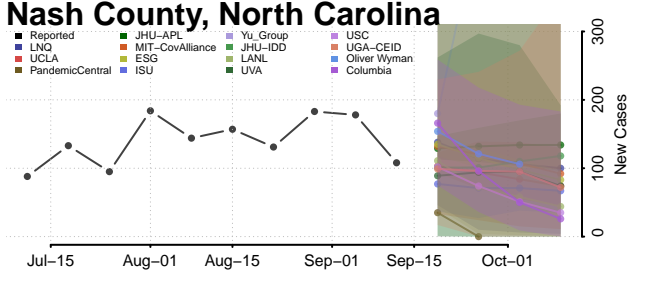 Nash County, North Carolina
Reported JHU−APL Yu_Group USC
LNQ MIT−CovAlliance JHU−IDD UGA−CEID
UCLA ESG LANL Oliver Wyman
PandemicCentral ISU UVA Columbia
300
200
100
0
New Cases
Jul−15 Aug−01 Aug−15 Sep−01 Sep−15 Oct−01